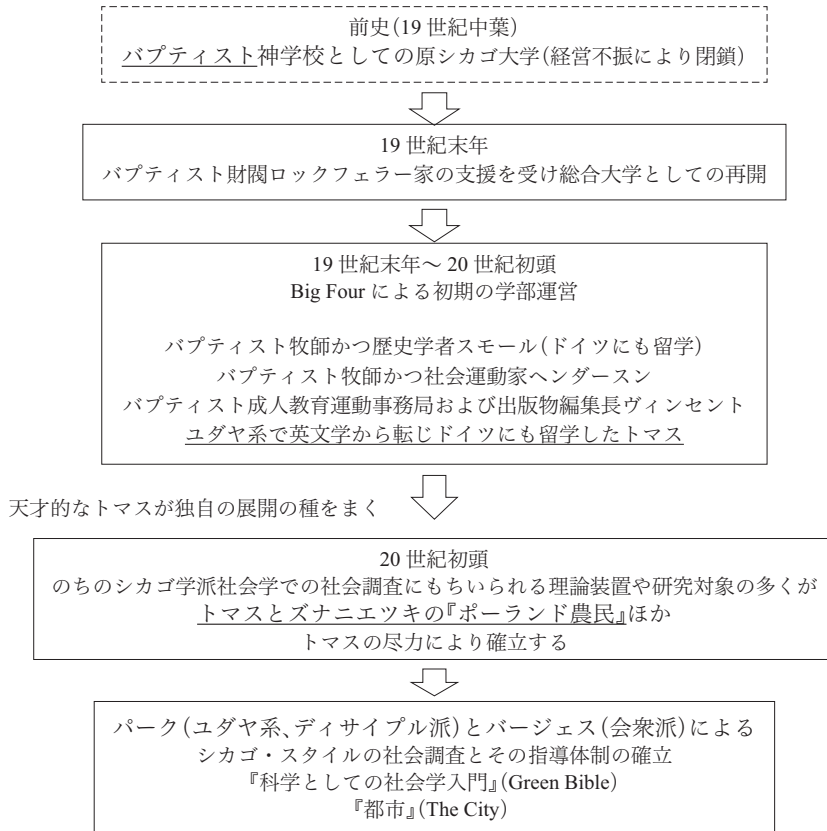 前史(19世紀中葉)
バプティスト神学校としての原シカゴ大学(経営不振により閉鎖)
19世紀末年
バプティスト財閥ロックフェラー家の支援を受け総合大学としての再開
19世紀末年〜20世紀初頭
Big Fourによる初期の学部運営
バプティスト牧師かつ歴史学者スモール(ドイツにも留学)
バプティスト牧師かつ社会運動家ヘンダースン
バプティスト成人教育運動事務局および出版物編集長ヴィンセント
ユダヤ系で英文学から転じドイツにも留学したトマス
天才的なトマスが独自の展開の種をまく
20世紀初頭
のちのシカゴ学派社会学での社会調査にもちいられる理論装置や研究対象の多くが
トマスとズナニエツキの『ポーランド農民』ほか
トマスの尽力により確立する
パーク(ユダヤ系、ディサイプル派)とバージェス(会衆派)による
シカゴ・スタイルの社会調査とその指導体制の確立
『科学としての社会学入門』(Green Bible)
『都市』(The City)